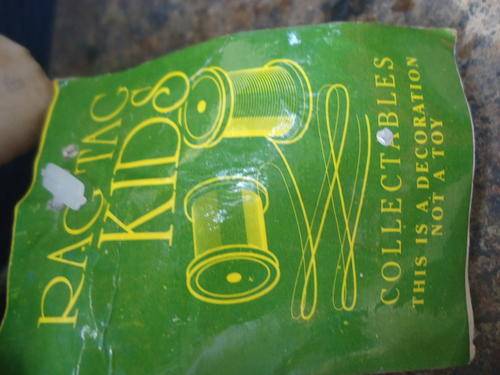 RAG TAG
KIDS
COLLECTABLES
THIS IS A DECORATION
NOT A TOY